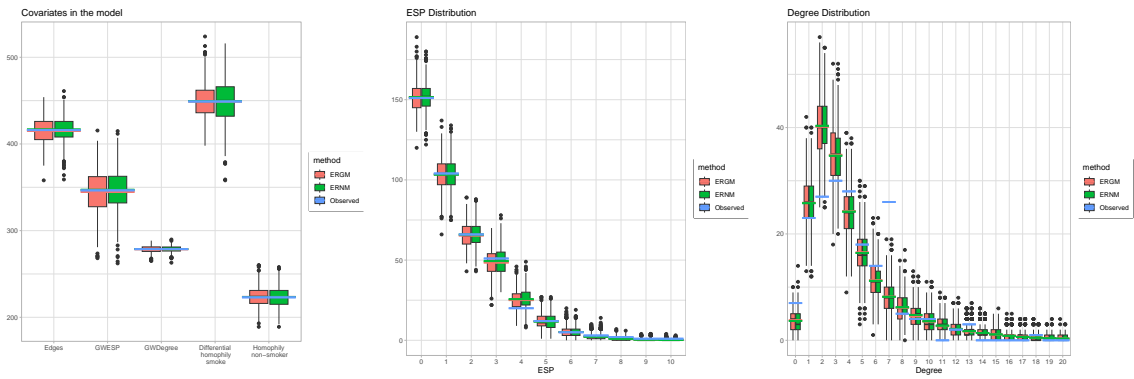 Covariates in the model
500
400
300
200
Edges
GWESP
GWDegree
Differential
homophily
smoke
Homophily
non−smoker
method
ERGM
ERNM
Observed
ESP Distribution
150
100
50
0
0 1 2 3 4 5 6 7 8 9 10
ESP
method
ERGM
ERNM
Observed
Degree Distribution
40
20
0
0 1 2 3 4 5 6 7 8 9 10 11 12 13 14 15 16 17 18 19 20
Degree
method
ERGM
ERNM
Observed